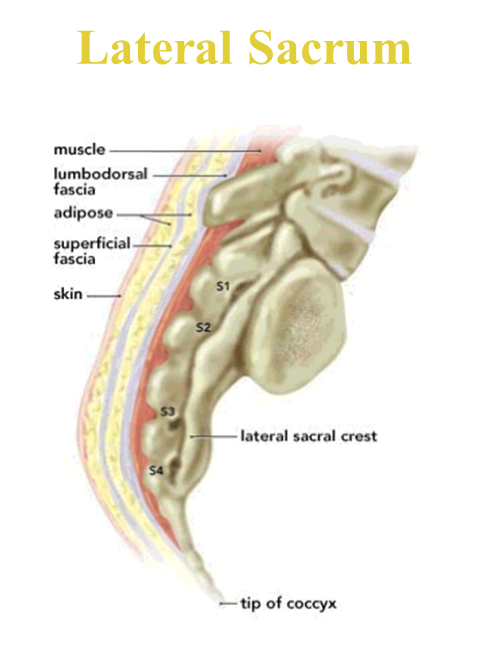 Lateral Sacrum
muscle
lumbodorsal
fascia
adipose
superficial
fascia
skin
S1
S2
S3
lateral sacral crest
S4
tip of coccyx